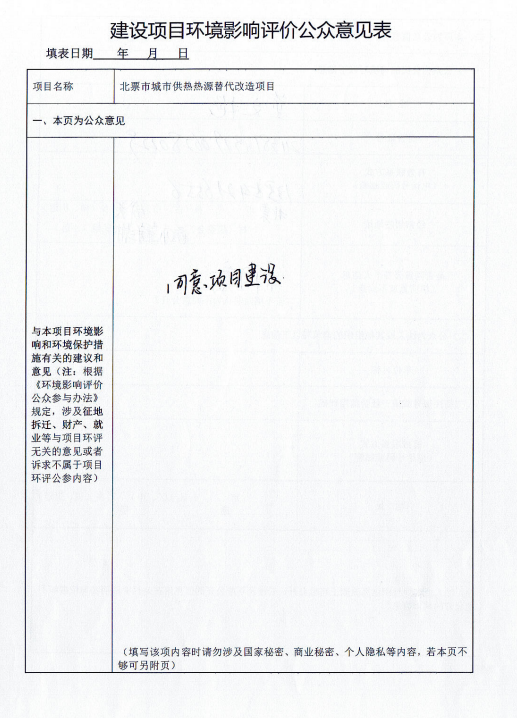 建设项目环境影响评价公众意见表
填表日期 年 月 日
项目名称 北票市城市供热热源替代改造项目
一、本页为公众意见
同意项目建设
与本项目环境影
响和环境保护措
施有关的建议和
意见（注：根据
《环境影响评价
公众参与办法》
规定，涉及征地
拆迁、财产、就
业等与项目环评
无关的意见或者
诉求不属于项目
环评公参内容）
（填写该项内容时请勿涉及国家秘密、商业秘密、个人隐私等内容，若本页不
够可另附页）